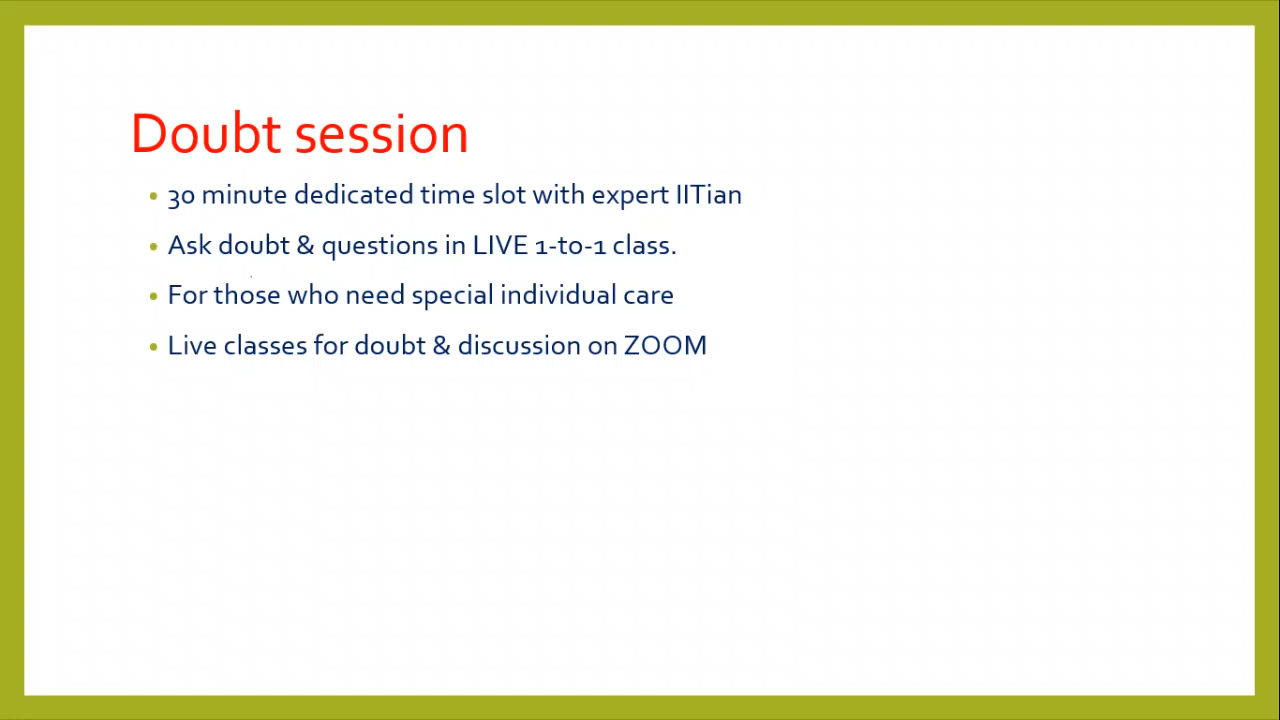 Doubt session
• 30 minute dedicated time slot with expert IITian
• Ask doubt & questions in LIVE 1-to-1 class.
• For those who need special individual care
• Live classes for doubt & discussion on ZOOM